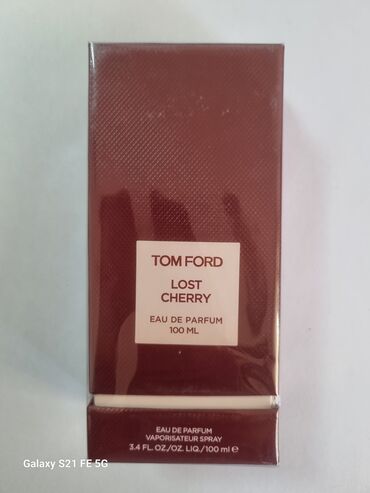 TOM FORD
LOST
CHERRY
EAU DE PARFUM
100 ML
EAU DE PARFUM
VAPORISATEUR SPRAY
3.4 FL. OZ./OZ. LIQ./100 ml ℮
Galaxy S21 FE 5G